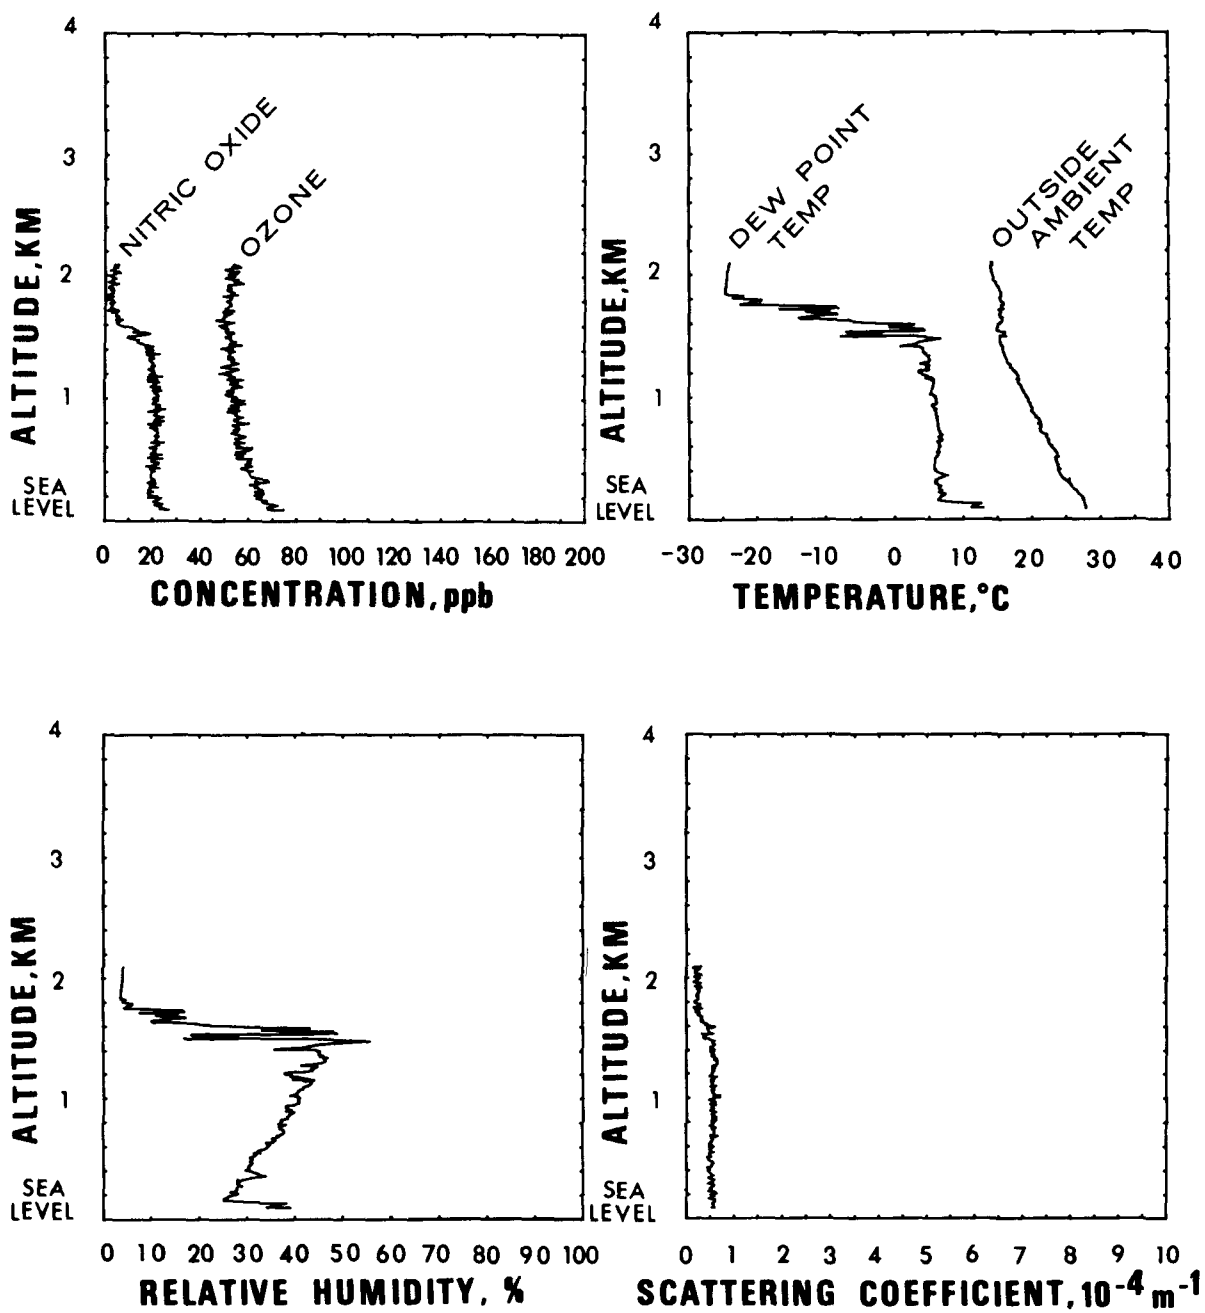 4
3
2
1
SEA
LEVEL
ALTITUDE, KM
NITRIC OXIDE
OZONE
0 20 40 60 80 100 120 140 160 200
CONCENTRATION, ppb
4
3
2
1
SEA
LEVEL
ALTITUDE, KM
DEW POINT
TEMP
OUTSIDE
AMBIENT
TEMP
-30 -20 -10 0 10 20 30 40
TEMPERATURE, °C
4
3
2
1
SEA
LEVEL
ALTITUDE, KM
0 10 20 30 40 50 60 70 80 90 100
RELATIVE HUMIDITY, %
4
3
2
1
SEA
LEVEL
ALTITUDE, KM
0 1 2 3 4 5 6 7 8 9 10
SCATTERING COEFFICIENT, 10⁻⁴ m⁻¹